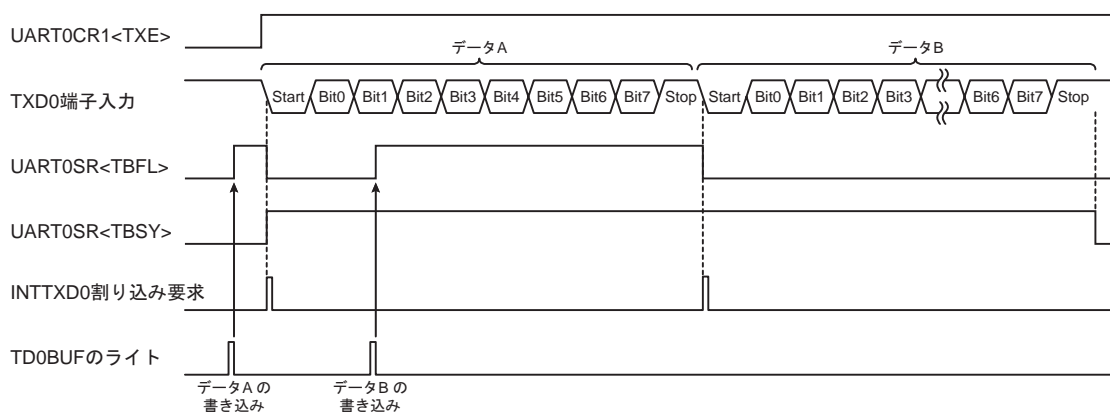 UART0CR1<TXE>
データA
データB
TXD0端子入力
Start Bit0 Bit1 Bit2 Bit3 Bit4 Bit5 Bit6 Bit7 Stop Start Bit0 Bit1 Bit2 Bit3 Bit6 Bit7 Stop
UART0SR<TBFL>
UART0SR<TBSY>
INTTXD0割り込み要求
TD0BUFのライト
データA の
書き込み
データB の
書き込み